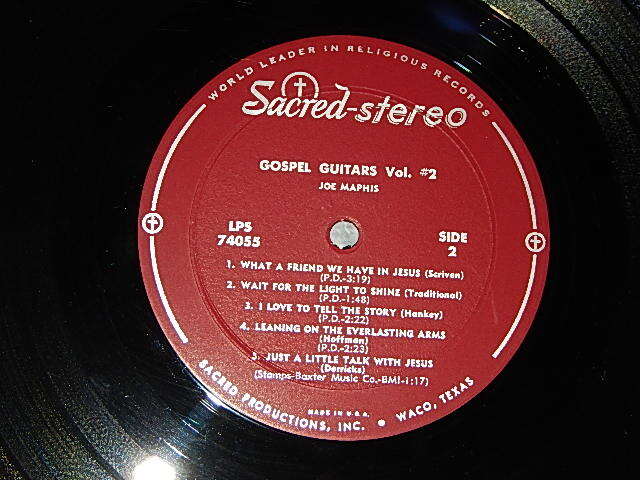 WORLD LEADER IN RELIGIOUS RECORDS
Sacred-stereo
GOSPEL GUITARS Vol. #2
JOE MAPHIS
LPS
74055
SIDE
2
1. WHAT A FRIEND WE HAVE IN JESUS (Scriven)
(P.D.-3:19)
2. WAIT FOR THE LIGHT TO SHINE (Traditional)
(P.D.-1:48)
3. I LOVE TO TELL THE STORY (Hankey)
(P.D.-2:22)
4. LEANING ON THE EVERLASTING ARMS
(Hoffman)
(P.D.-2:23)
5. JUST A LITTLE TALK WITH JESUS
(Derricks)
(Stamps-Baxter Music Co.-BMI-1:17)
MADE IN U.S.A.
SACRED PRODUCTIONS, INC. • WACO, TEXAS